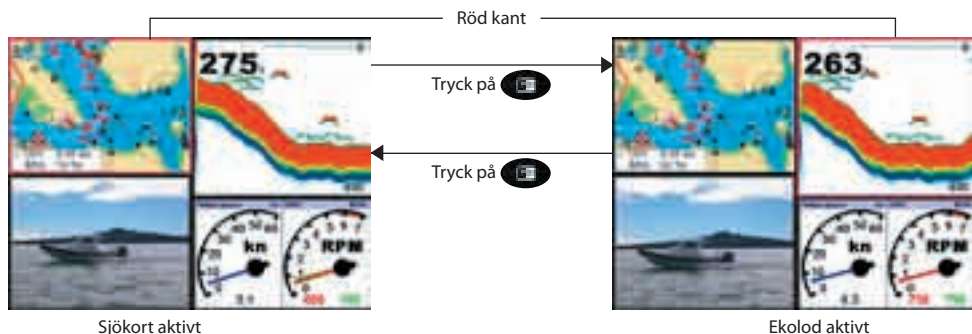 Röd kant
275
263
Tryck på
Tryck på
kn
RPM
kn
RPM
Sjökort aktivt
Ekolod aktivt